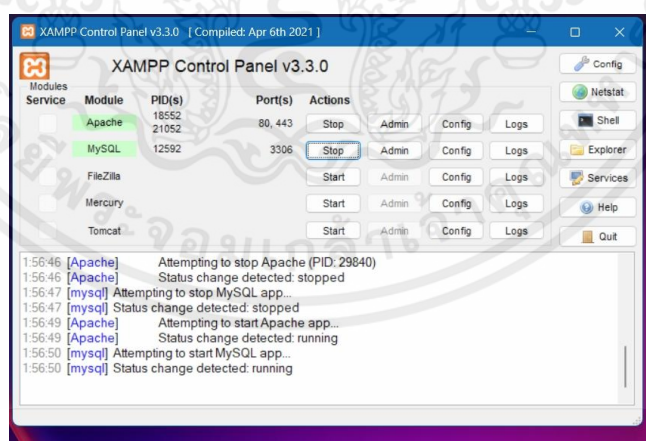 XAMPP Control Panel v3.3.0 [ Compiled: Apr 6th 2021 ]
XAMPP Control Panel v3.3.0
Config
Modules
Service Module PID(s) Port(s) Actions
Netstat
Apache 18552 21052 80, 443 Stop Admin Config Logs
Shell
MySQL 12592 3306 Stop Admin Config Logs
Explorer
FileZilla Start Admin Config Logs
Services
Mercury Start Admin Config Logs
Help
Tomcat Start Admin Config Logs
Quit
1:56:46 [Apache] Attempting to stop Apache (PID: 29840)
1:56:46 [Apache] Status change detected: stopped
1:56:47 [mysql] Attempting to stop MySQL app...
1:56:47 [mysql] Status change detected: stopped
1:56:49 [Apache] Attempting to start Apache app...
1:56:49 [Apache] Status change detected: running
1:56:50 [mysql] Attempting to start MySQL app...
1:56:50 [mysql] Status change detected: running